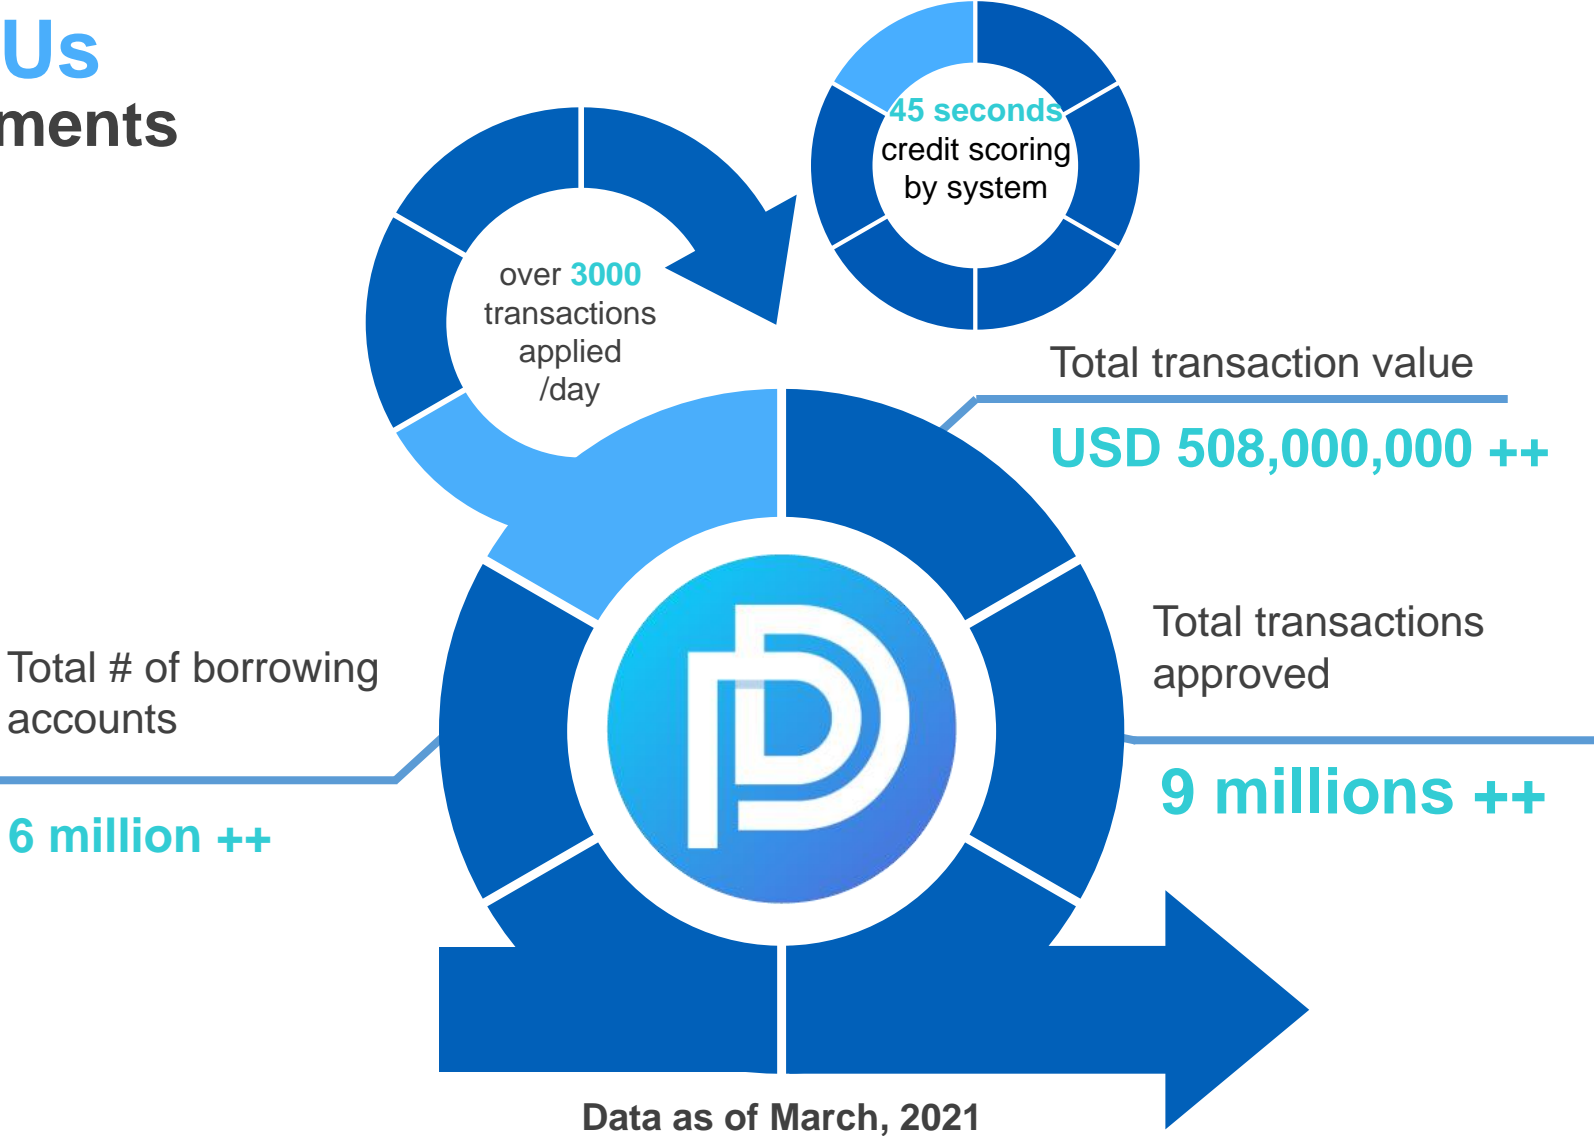 Us
ments
45 seconds
credit scoring
by system
over 3000
transactions
applied
/day
Total transaction value
USD 508,000,000 ++
Total transactions
approved
9 millions ++
Total # of borrowing
accounts
6 million ++
Data as of March, 2021